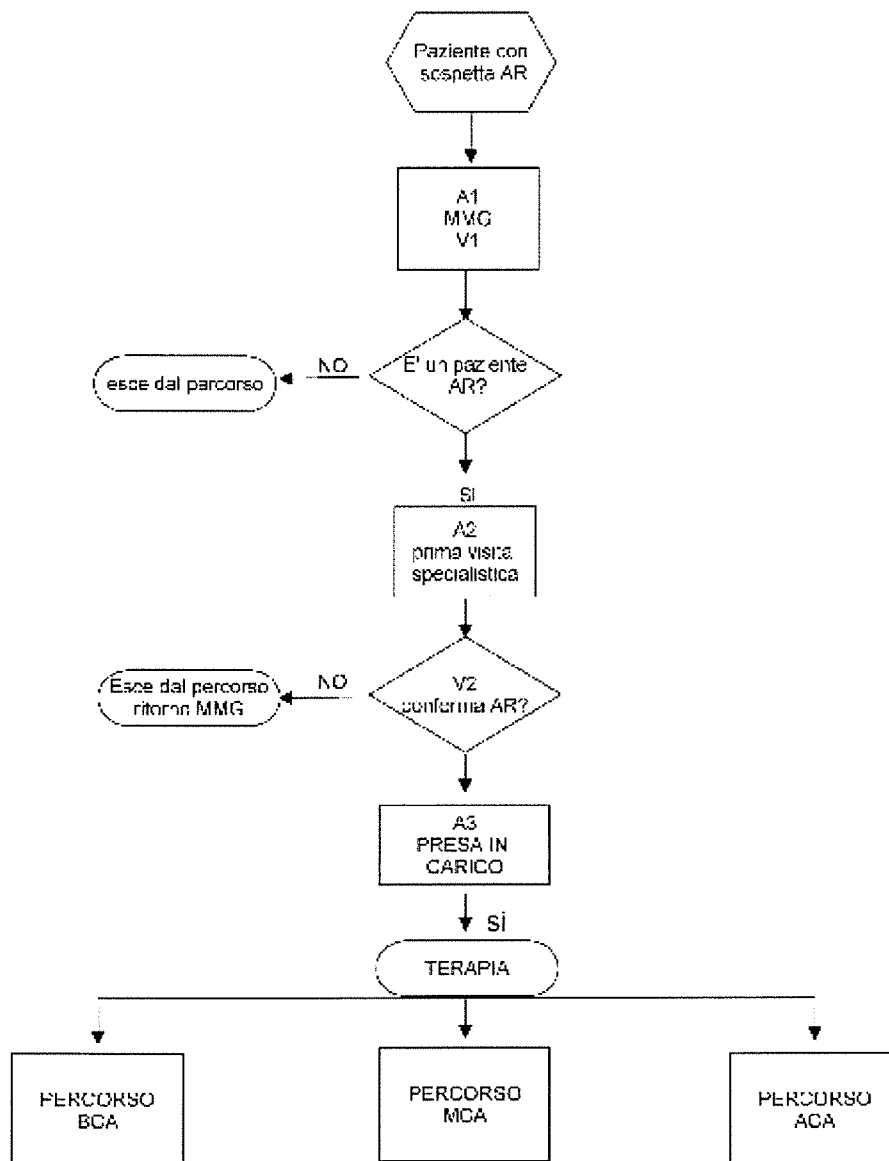 Paziente con
sospetta AR
A1
MMG
V1
E' un paziente
AR?
NO
esce dal parcorso
SI
A2
prima visita
specialistica
V2
conferma AR?
NO
Esce dal percorso
ritorno MMG
A3
PRESA IN
CARICO
SÌ
TERAPIA
PERCORSO
BCA
PERCORSO
MCA
PERCORSO
ACA